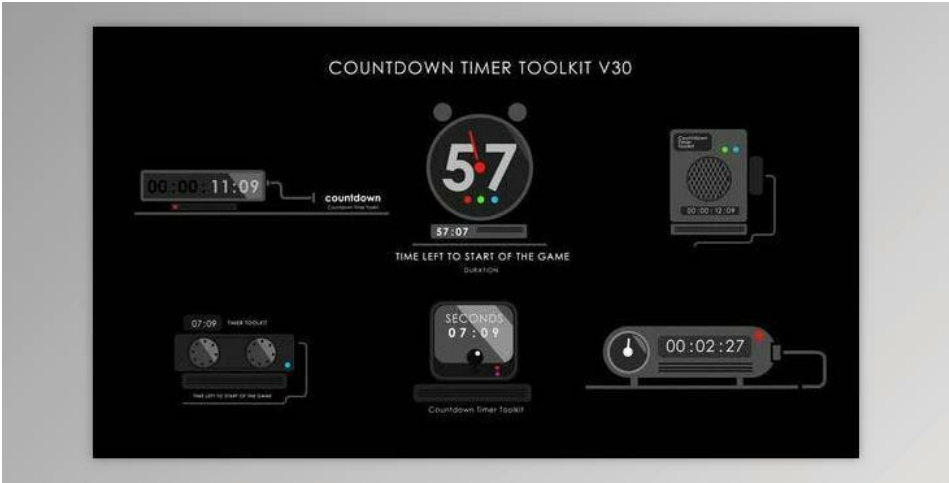 COUNTDOWN TIMER TOOLKIT V30
57
00:00:11:09
countdown
Countdown Timer Toolkit
57:07
TIME LEFT TO START OF THE GAME
DURATION
Countdown
Timer
Toolkit
00:00:12:09
07:09
TIMER TOOLKIT
TIME LEFT TO START OF THE GAME
SECONDS
07:09
Countdown Timer Toolkit
00:02:27